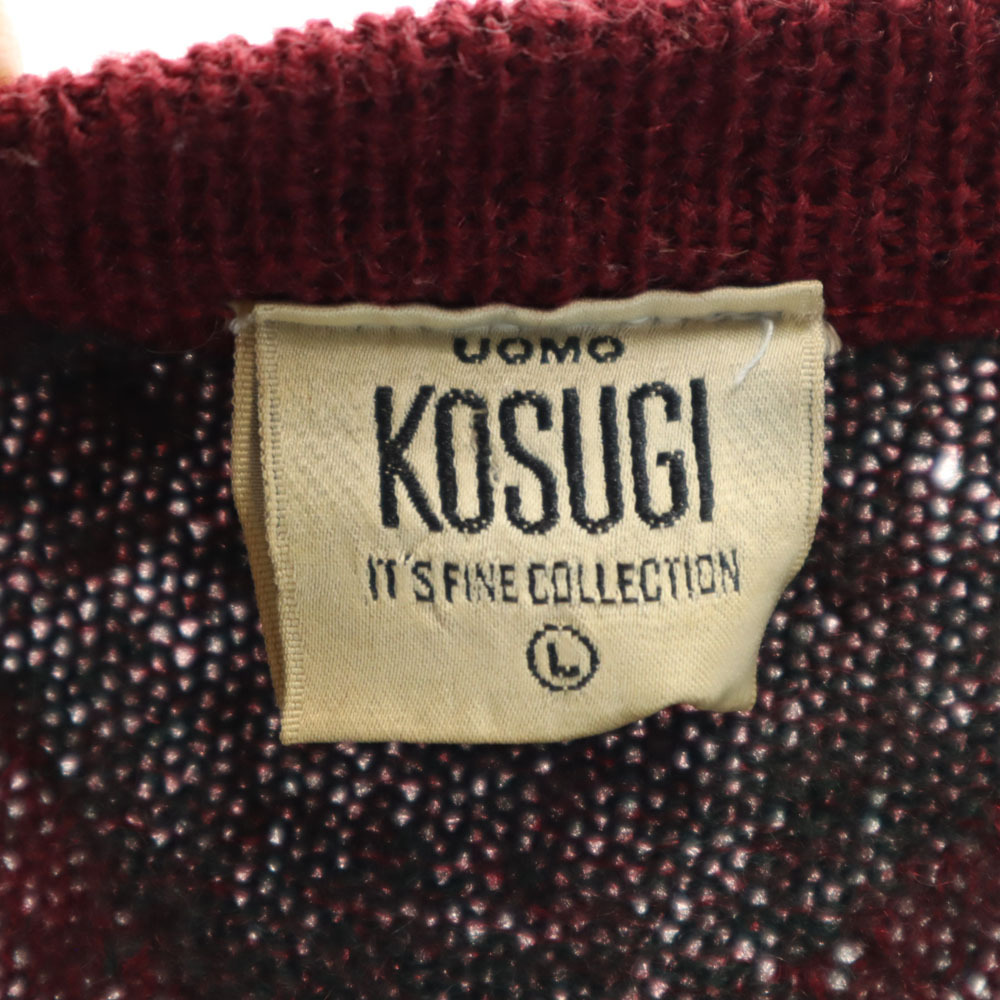 UOMO
KOSUGI
IT'S FINE COLLECTION
L